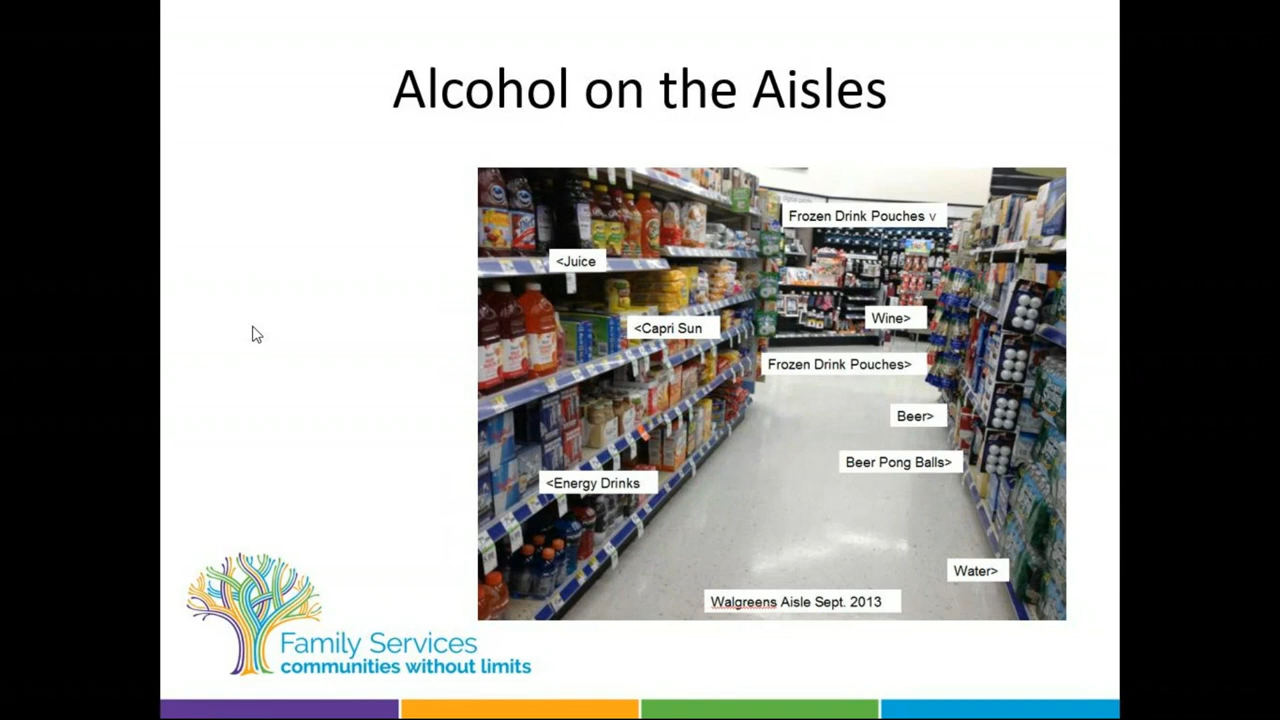 Alcohol on the Aisles
Frozen Drink Pouches v
<Juice
Wine>
<Capri Sun
Frozen Drink Pouches>
Beer>
Beer Pong Balls>
<Energy Drinks
Water>
Walgreens Aisle Sept. 2013
Family Services
communities without limits